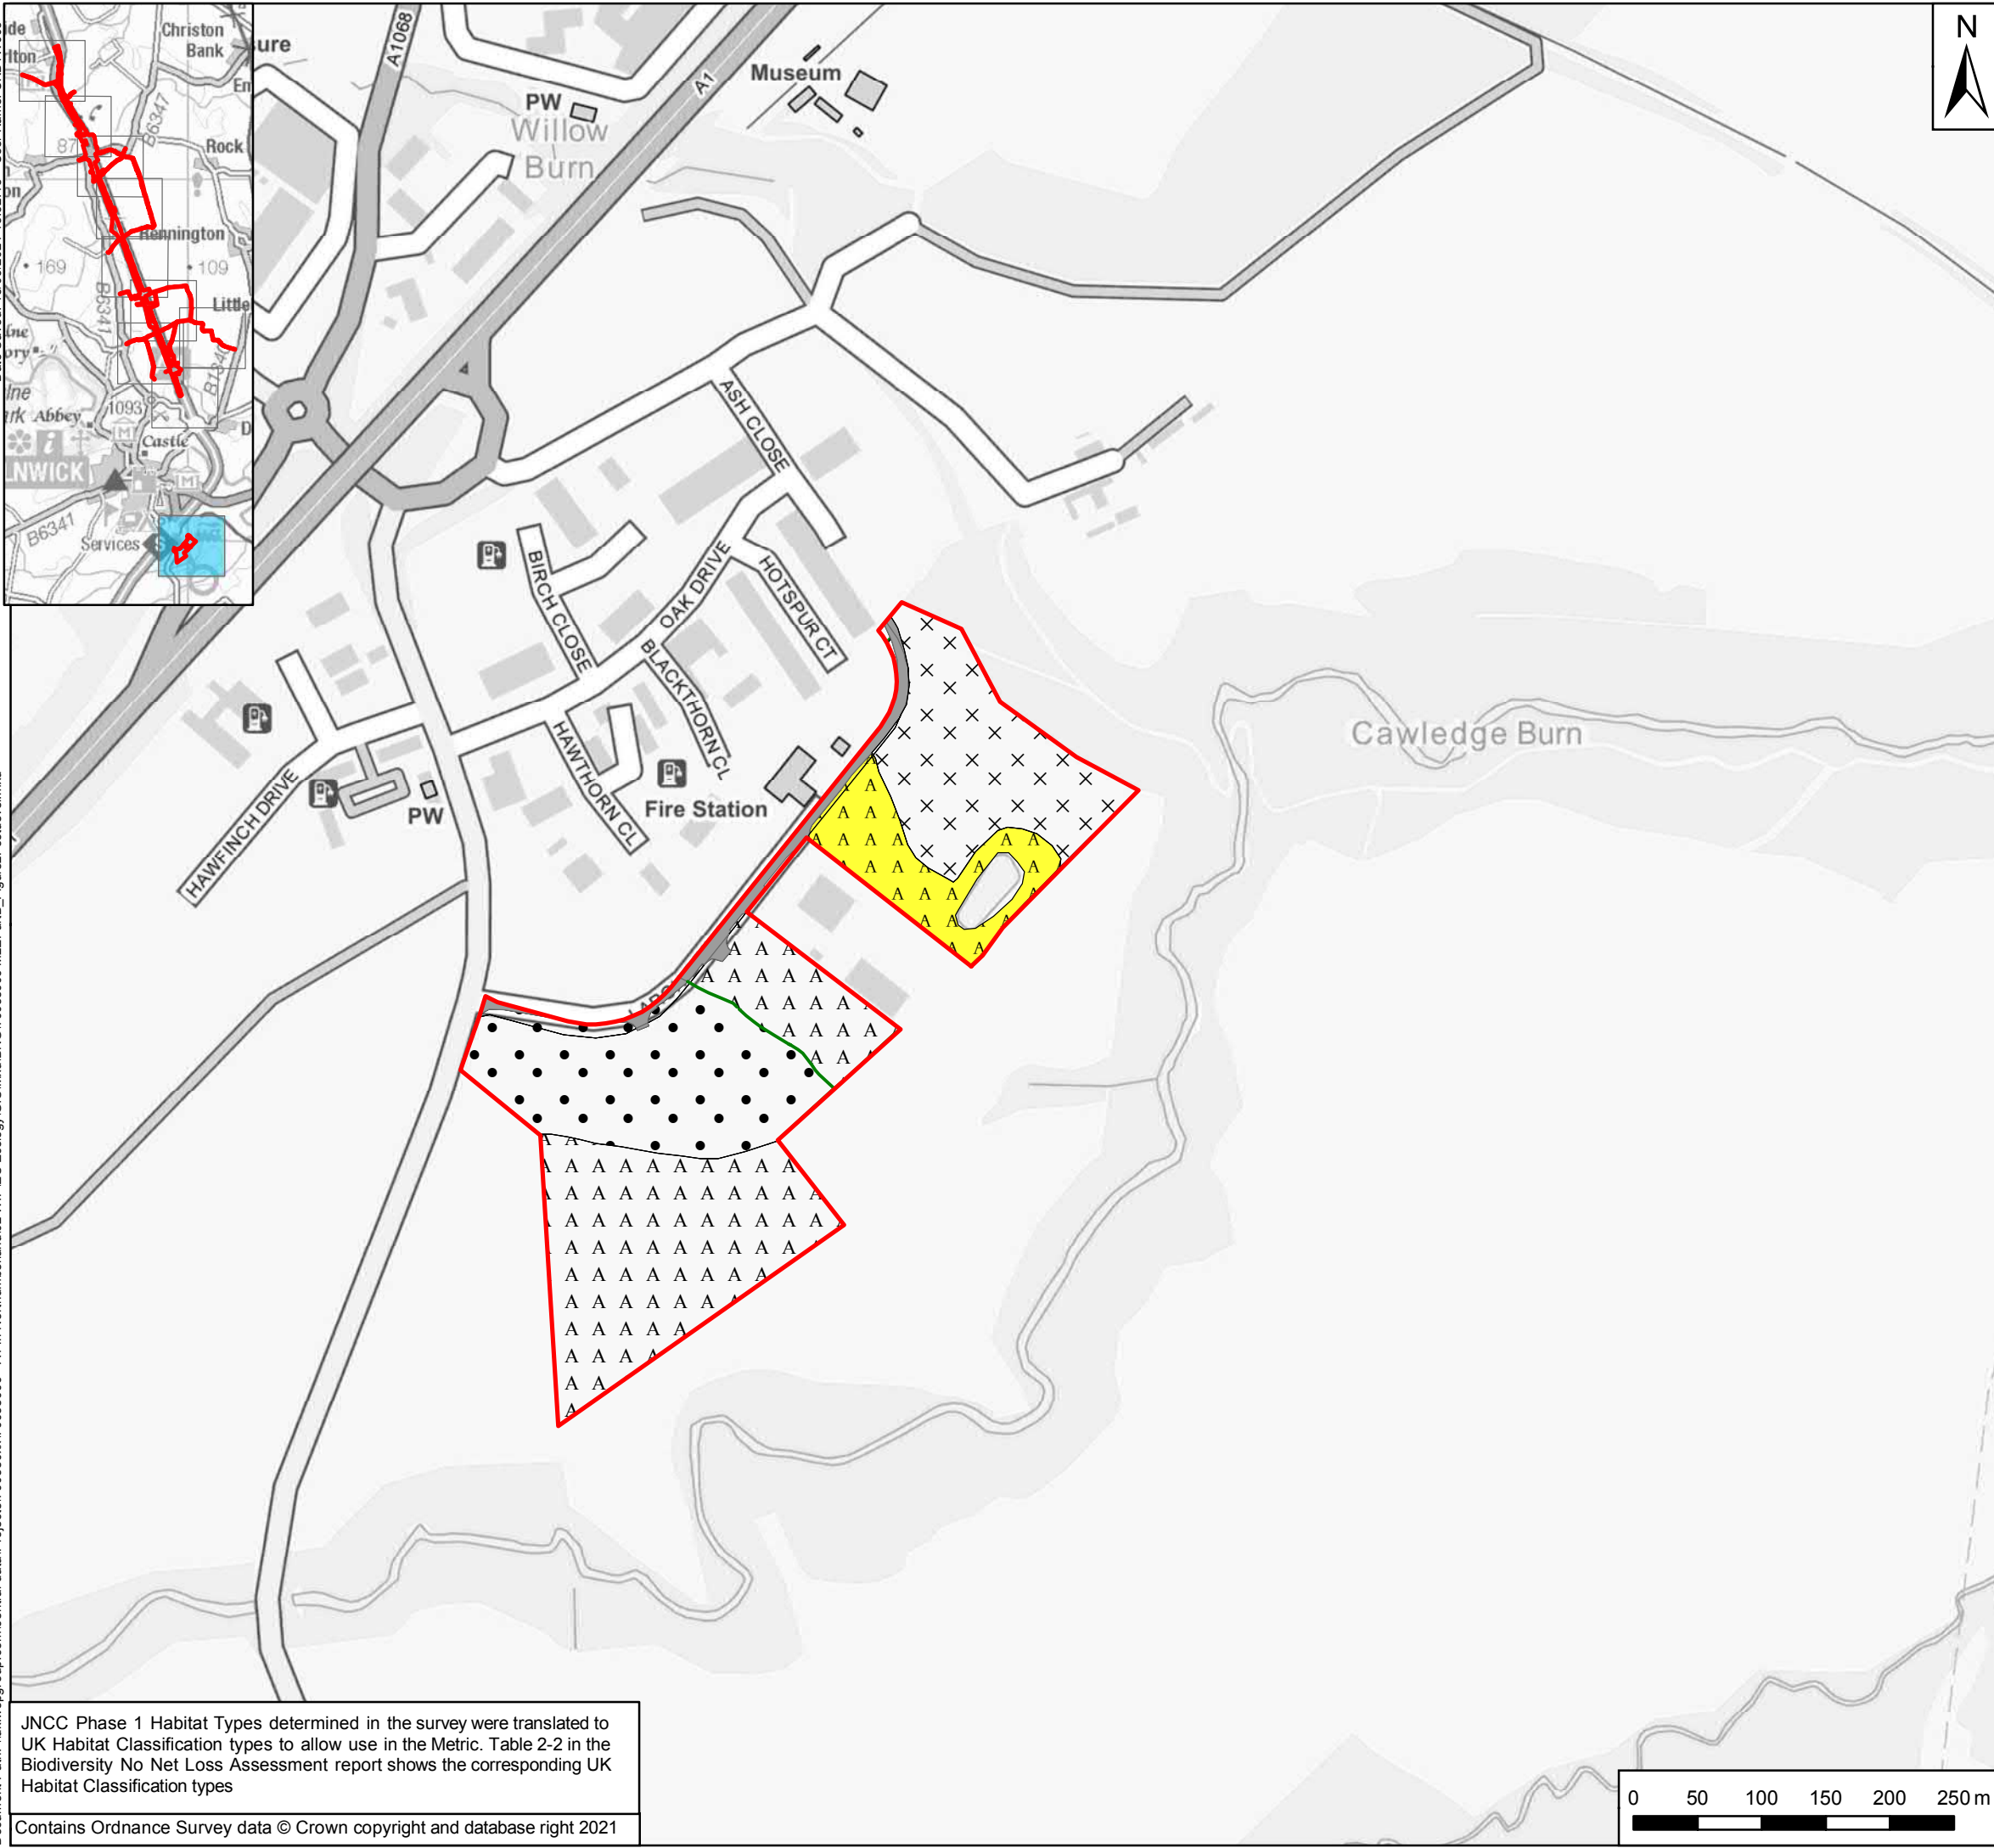 N
Christon
Bank
B6347
87
Rock
Rennington
169
109
B6341
Little
B1340
Abbey
1093
Castle
LNWICK
B6341
Services
A1068
A1
Museum
PW
Willow
Burn
ASH CLOSE
BIRCH CLOSE
OAK DRIVE
HOTSPUR CT
BLACKTHORN CL
HAWTHORN CL
HAWFINCH DRIVE
PW
Fire Station
Cawledge Burn
JNCC Phase 1 Habitat Types determined in the survey were translated to
UK Habitat Classification types to allow use in the Metric. Table 2-2 in the
Biodiversity No Net Loss Assessment report shows the corresponding UK
Habitat Classification types
Contains Ordnance Survey data © Crown copyright and database right 2021
0 50 100 150 200 250 m